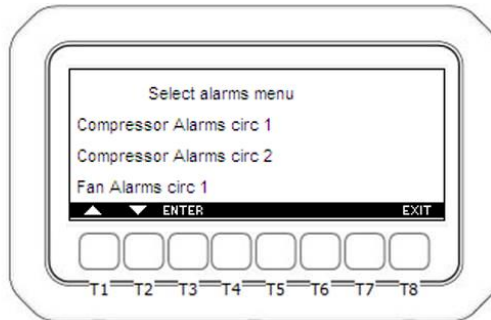 Select alarms menu
Compressor Alarms circ 1
Compressor Alarms circ 2
Fan Alarms circ 1
ENTER EXIT
T1 T2 T3 T4 T5 T6 T7 T8